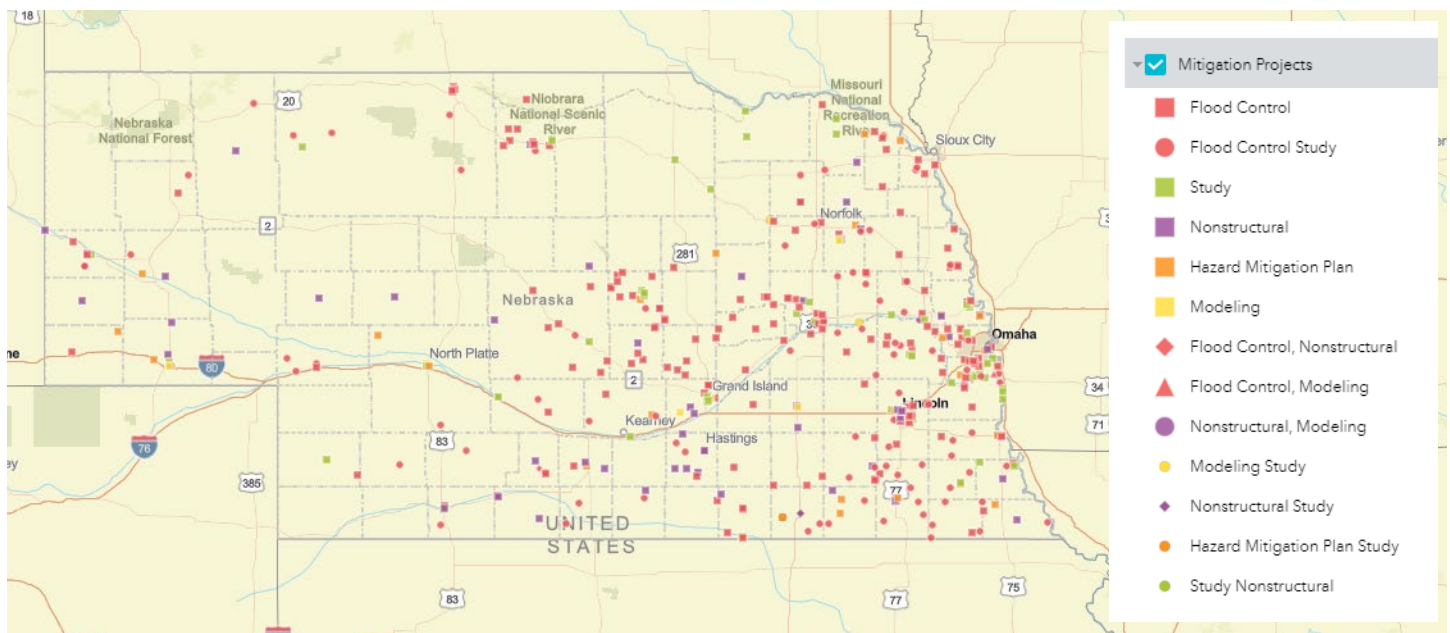 18
20
Nebraska
National Forest
Niobrara
National Scenic
River
Missouri
National
Recreation
River
Sioux City
2
Norfolk
281
Nebraska
Omaha
North Platte
80
2
Grand Island
34
Lincoln
Kearney
71
83
Hastings
76
385
77
UNITED
STATES
83
77
75
Mitigation Projects
Flood Control
Flood Control Study
Study
Nonstructural
Hazard Mitigation Plan
Modeling
Flood Control, Nonstructural
Flood Control, Modeling
Nonstructural, Modeling
Modeling Study
Nonstructural Study
Hazard Mitigation Plan Study
Study Nonstructural